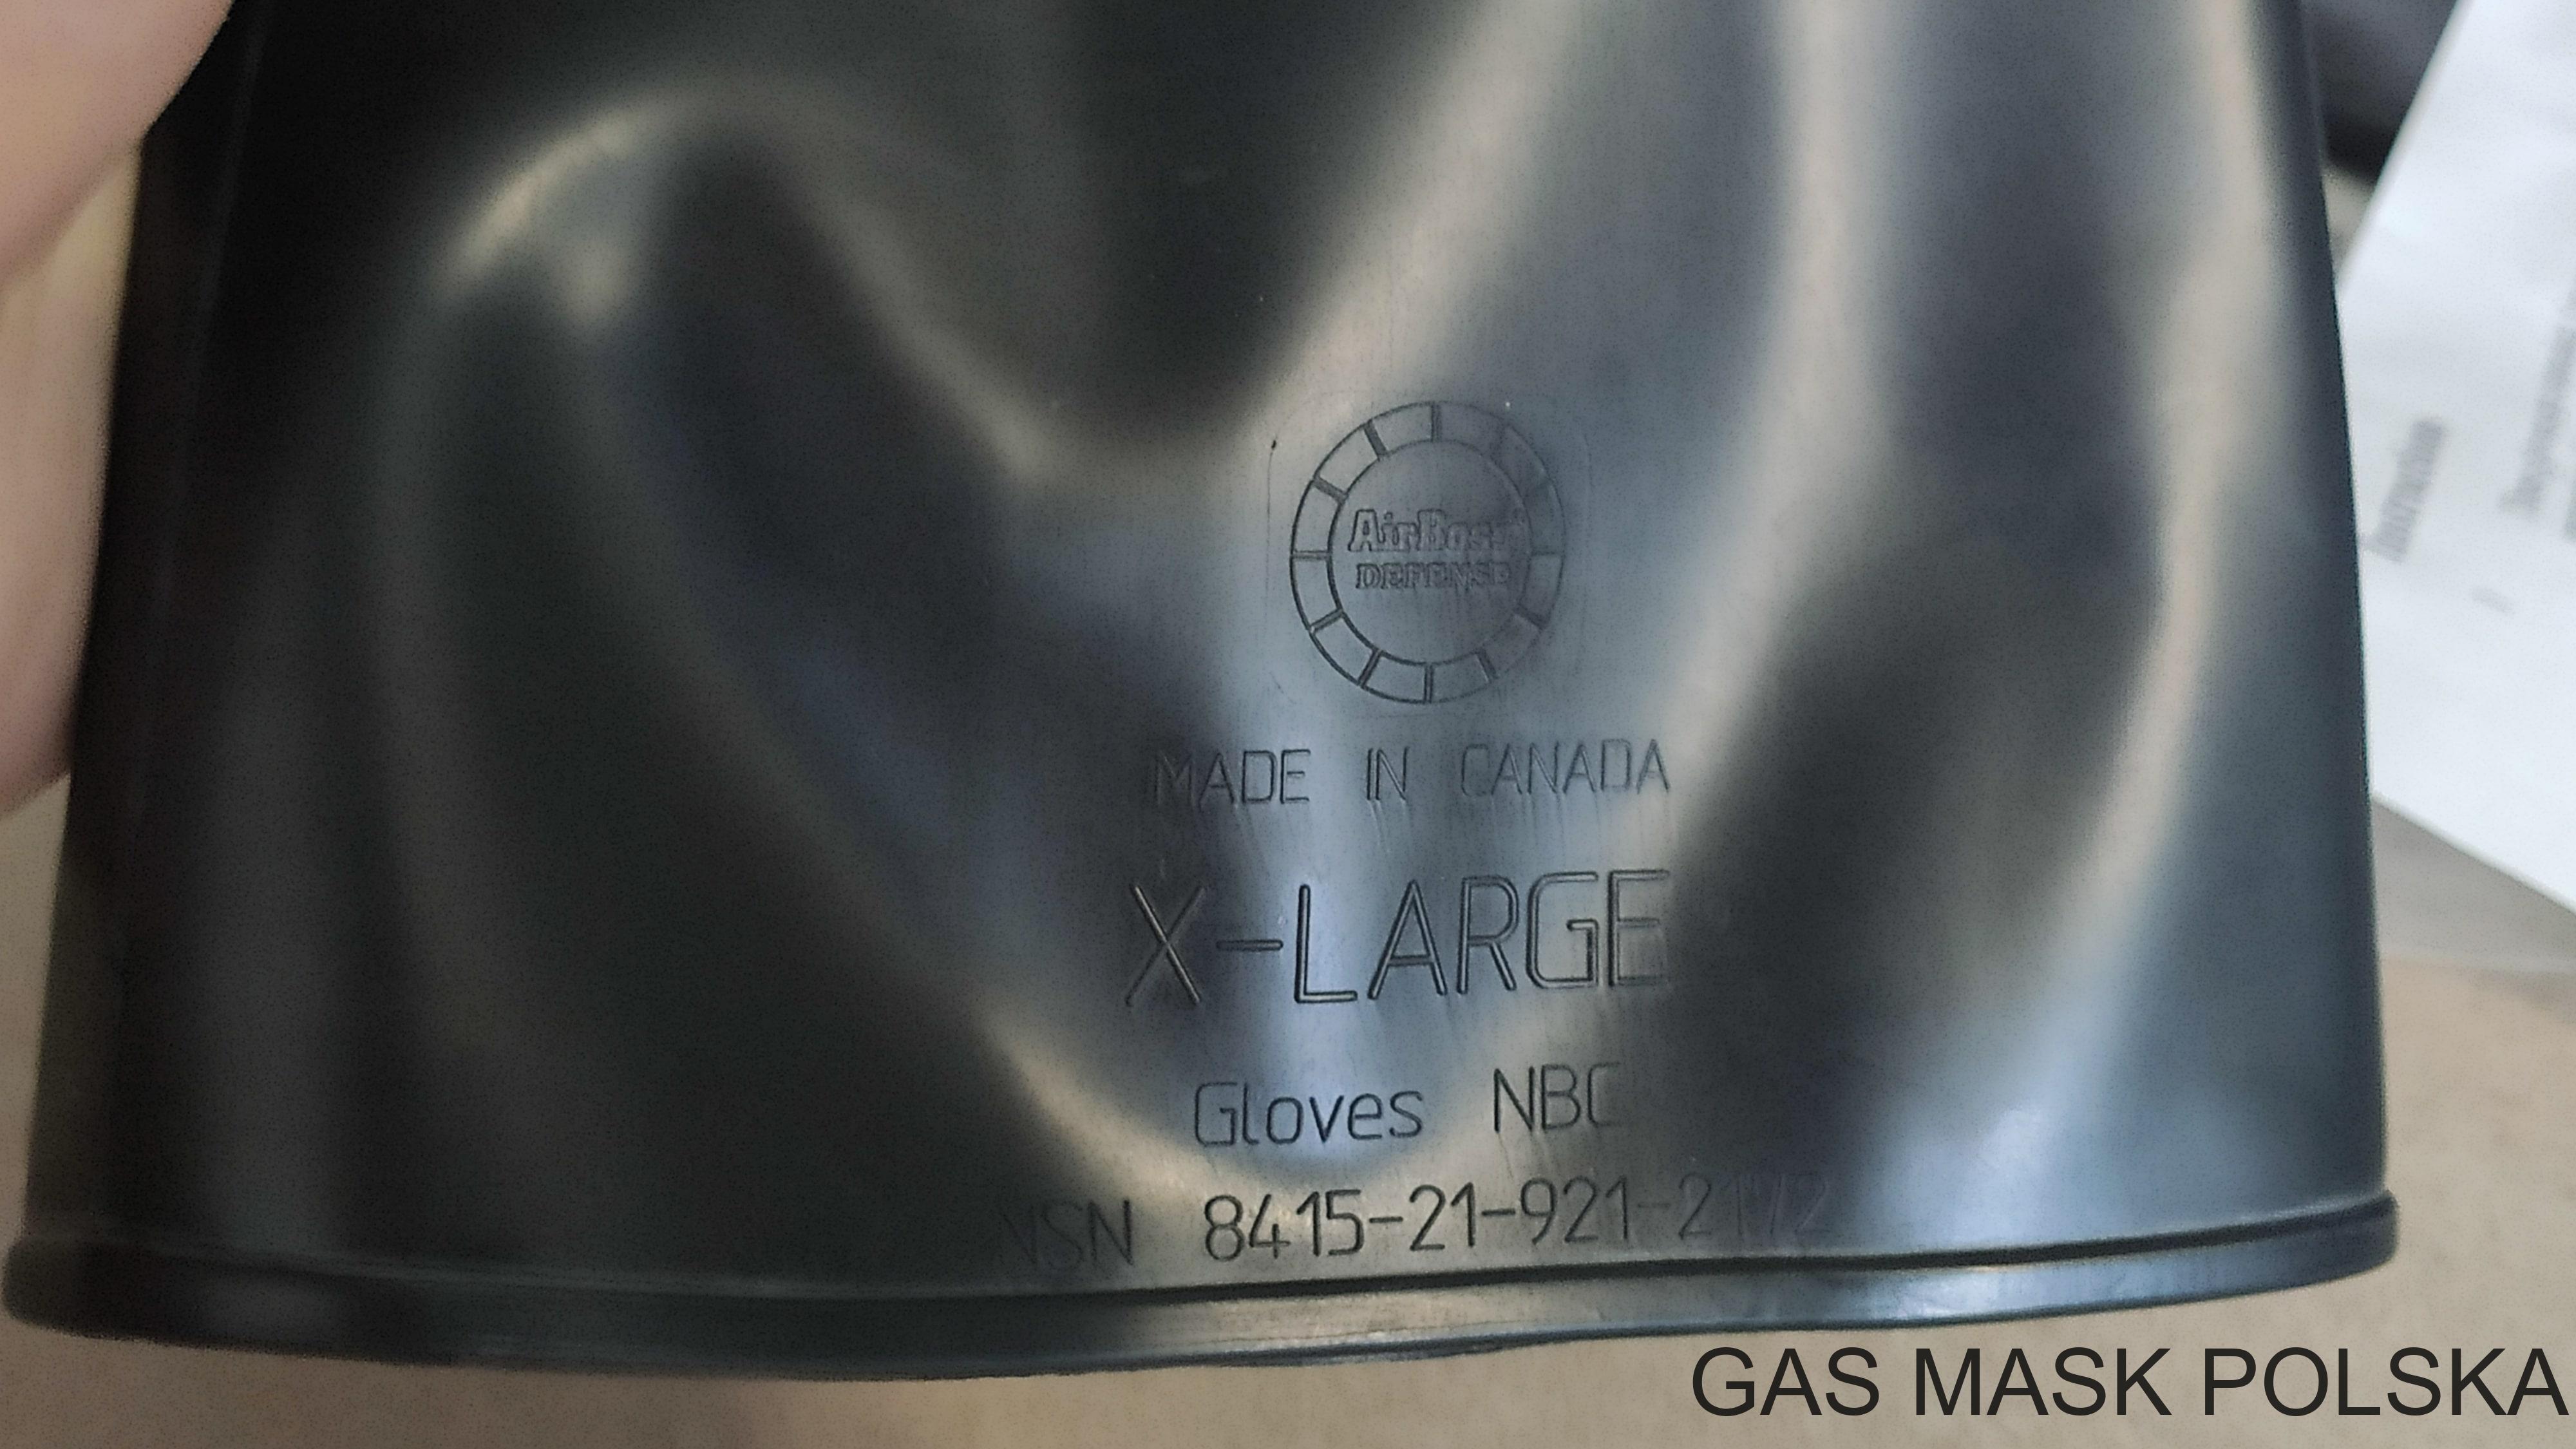 AirBoss
DEFENSE
MADE IN CANADA
X-LARGE
Gloves NBC
NSN 8415-21-921-2172
GAS MASK POLSKA